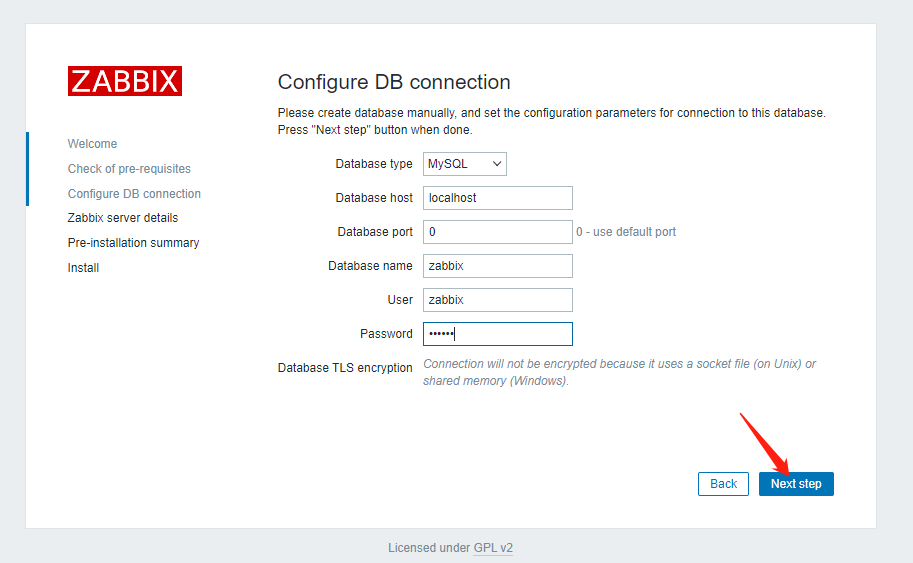 ZABBIX
Welcome
Check of pre-requisites
Configure DB connection
Zabbix server details
Pre-installation summary
Install
Configure DB connection
Please create database manually, and set the configuration parameters for connection to this database.
Press "Next step" button when done.
Database type MySQL
Database host localhost
Database port 0 0 - use default port
Database name zabbix
User zabbix
Password ••••••
Database TLS encryption Connection will not be encrypted because it uses a socket file (on Unix) or
shared memory (Windows).
Back Next step
Licensed under GPL v2